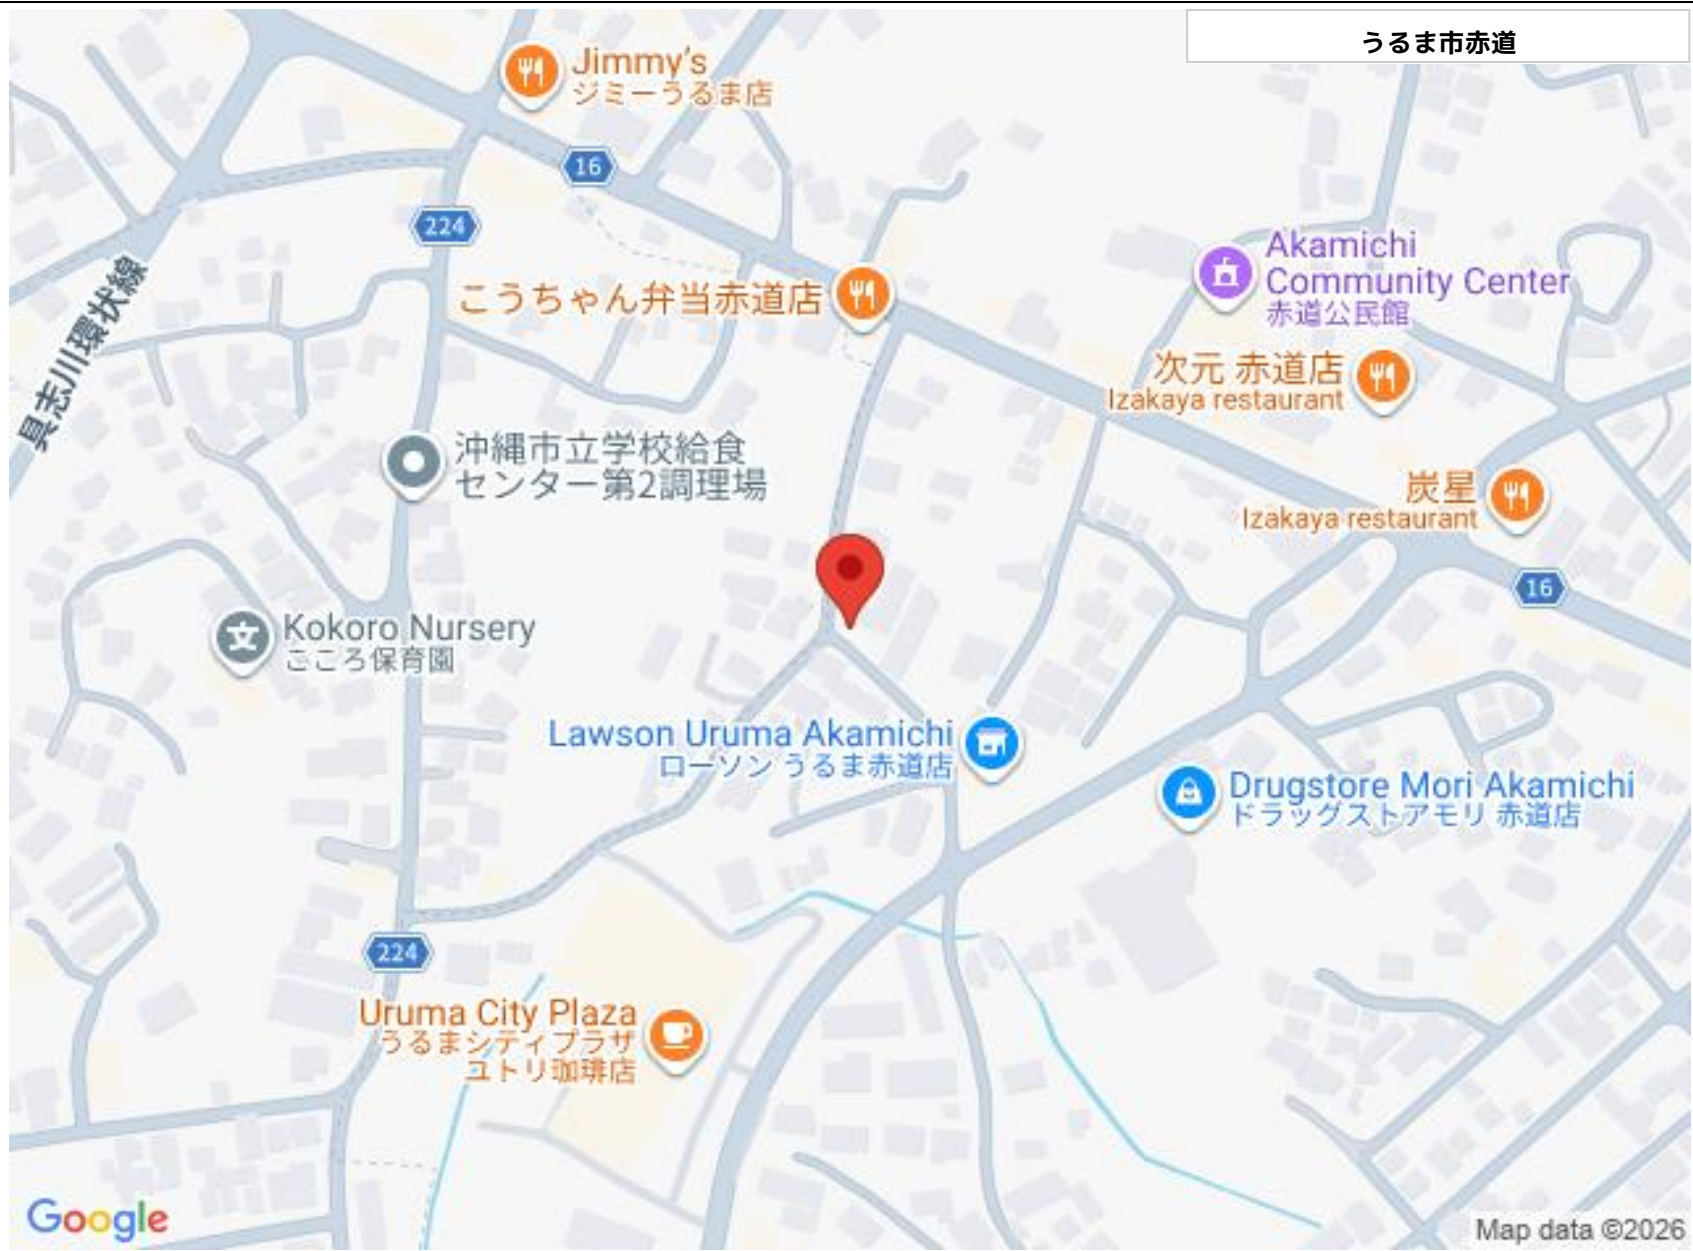 うるま市赤道
Jimmy's
ジミーうるま店
16
224
こうちゃん弁当赤道店
Akamichi
Community Center
赤道公民館
具志川環状線
次元 赤道店
Izakaya restaurant
沖縄市立学校給食
センター第2調理場
炭星
Izakaya restaurant
16
Kokoro Nursery
こころ保育園
Lawson Uruma Akamichi
ローソン うるま赤道店
Drugstore Mori Akamichi
ドラッグストアモリ 赤道店
224
Uruma City Plaza
うるまシティプラザ
ユトリ珈琲店
Google
Map data ©2026